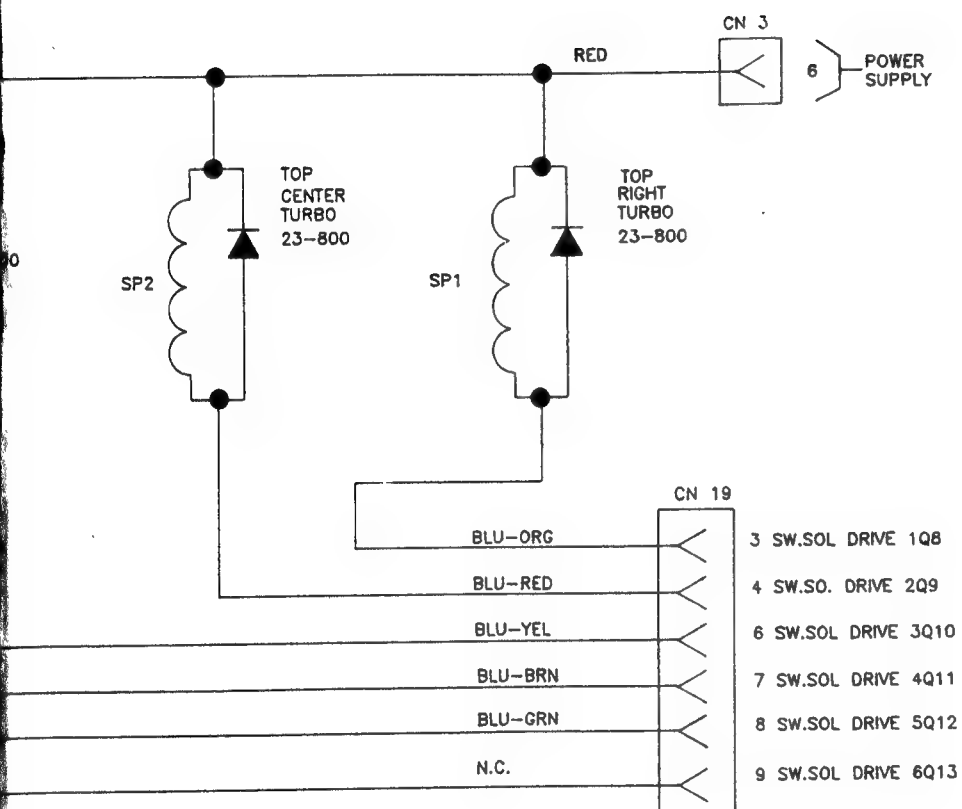 CN 3
RED
6
POWER
SUPPLY
TOP
CENTER
TURBO
23-800
SP2
TOP
RIGHT
TURBO
23-800
SP1
CN 19
BLU-ORG
3 SW.SOL DRIVE 1Q8
BLU-RED
4 SW.SO. DRIVE 2Q9
BLU-YEL
6 SW.SOL DRIVE 3Q10
BLU-BRN
7 SW.SOL DRIVE 4Q11
BLU-GRN
8 SW.SOL DRIVE 5Q12
N.C.
9 SW.SOL DRIVE 6Q13